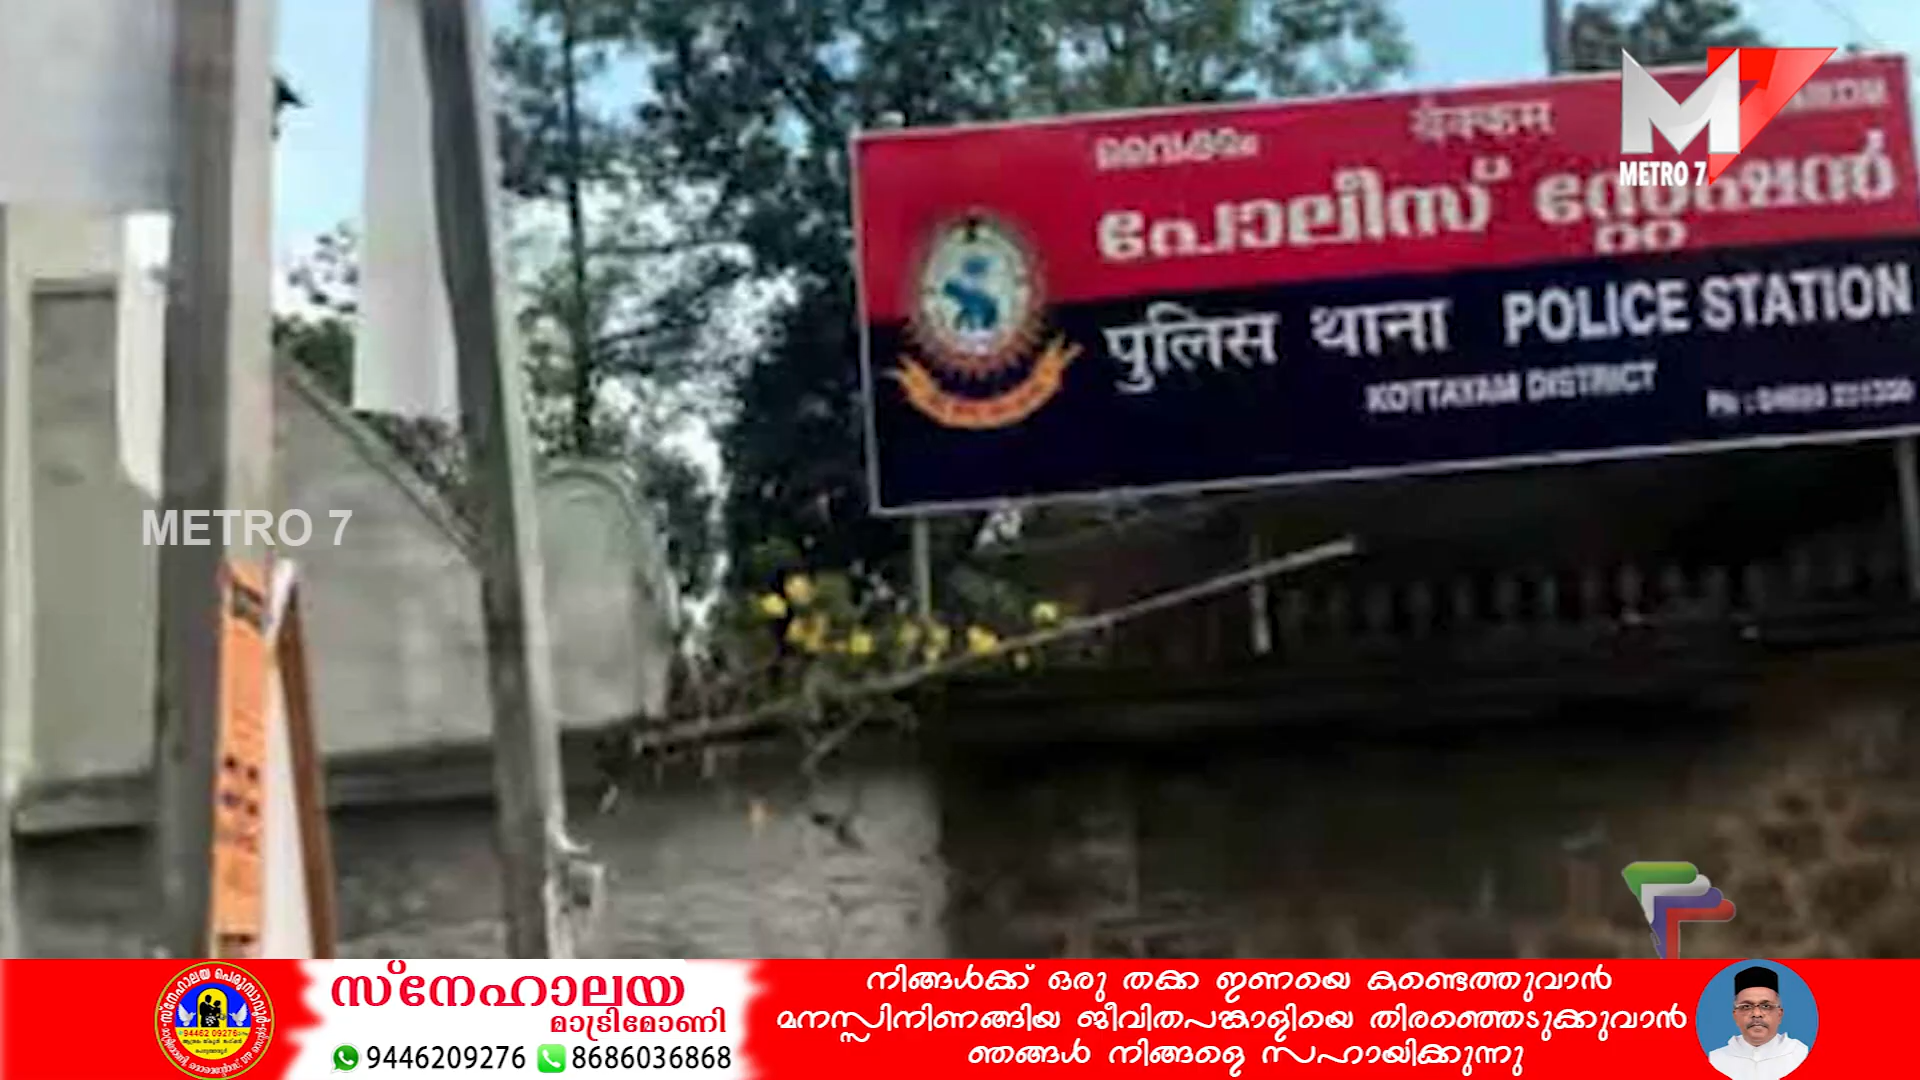 വൈക്കം वैक्कम
METRO 7
പോലീസ് സ്റ്റേഷൻ
पुलिस थाना POLICE STATION
KOTTAYAM DISTRICT
METRO 7
സ്നേഹാലയ
മാട്രിമോണി
9446209276 8686036868
നിങ്ങൾക്ക് ഒരു തക്ക ഇണയെ കണ്ടെത്തുവാൻ
മനസ്സിനിണങ്ങിയ ജീവിതപങ്കാളിയെ തിരഞ്ഞെടുക്കുവാൻ
ഞങ്ങൾ നിങ്ങളെ സഹായിക്കുന്നു